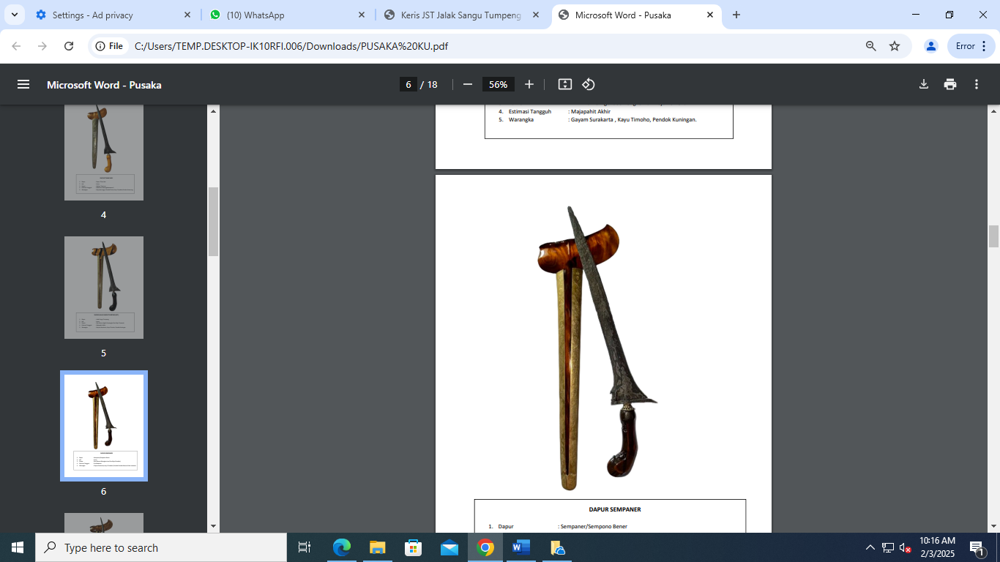 Settings - Ad privacy
(10) WhatsApp
Keris JST Jalak Sangu Tumpeng
Microsoft Word - Pusaka
File
C:/Users/TEMP.DESKTOP-IK10RFI.006/Downloads/PUSAKA%20KU.pdf
Error
Microsoft Word - Pusaka
6 / 18
56%
4. Estimasi Tangguh : Majapahit Akhir
5. Warangka : Gayam Surakarta , Kayu Timoho, Pendok Kuningan.
4
5
6
DAPUR SEMPANER
1. Dapur : Sempaner/Sempono Bener
Type here to search
10:16 AM
2/3/2025
1